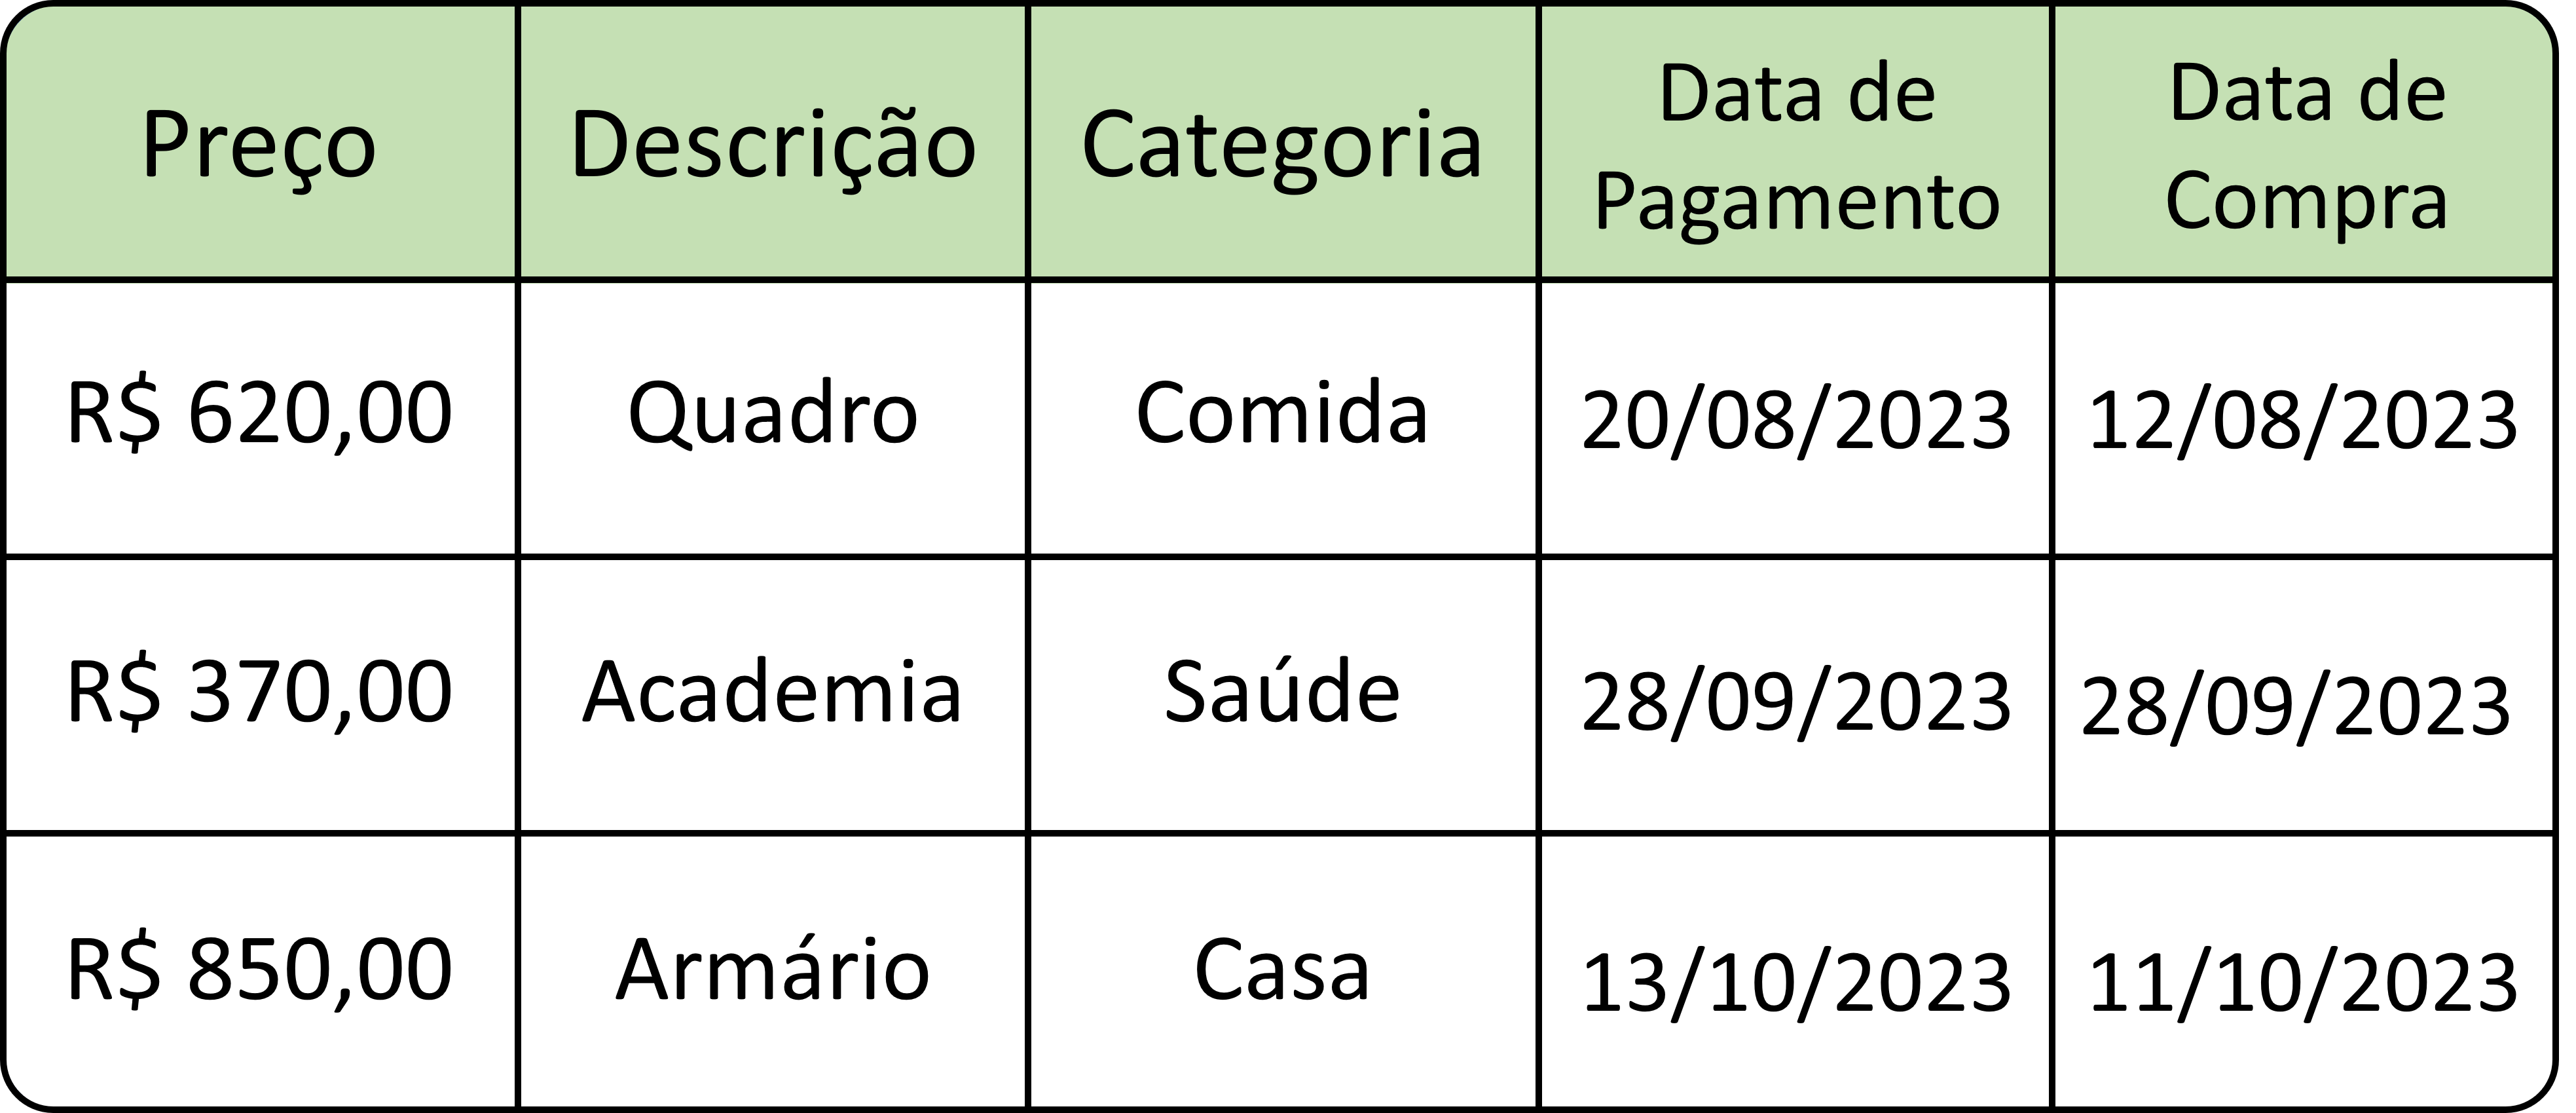 Preço Descrição Categoria Data de Pagamento Data de Compra
R$ 620,00 Quadro Comida 20/08/2023 12/08/2023
R$ 370,00 Academia Saúde 28/09/2023 28/09/2023
R$ 850,00 Armário Casa 13/10/2023 11/10/2023